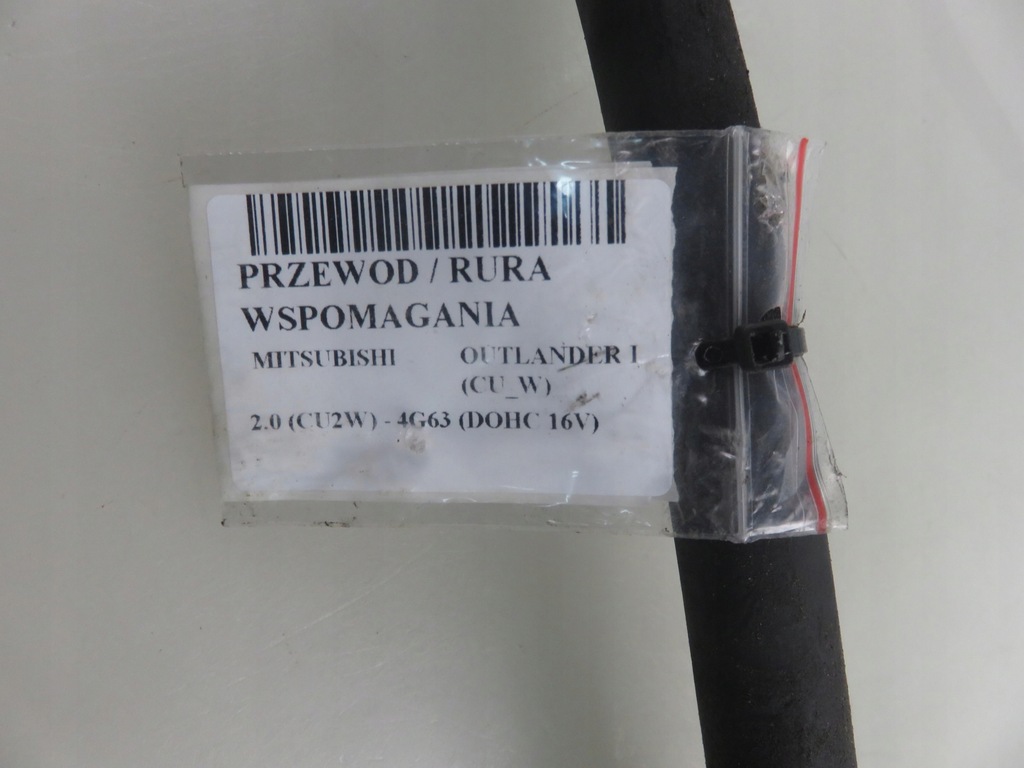 PRZEWOD / RURA
WSPOMAGANIA
MITSUBISHI OUTLANDER I
(CU_W)
2.0 (CU2W) - 4G63 (DOHC 16V)